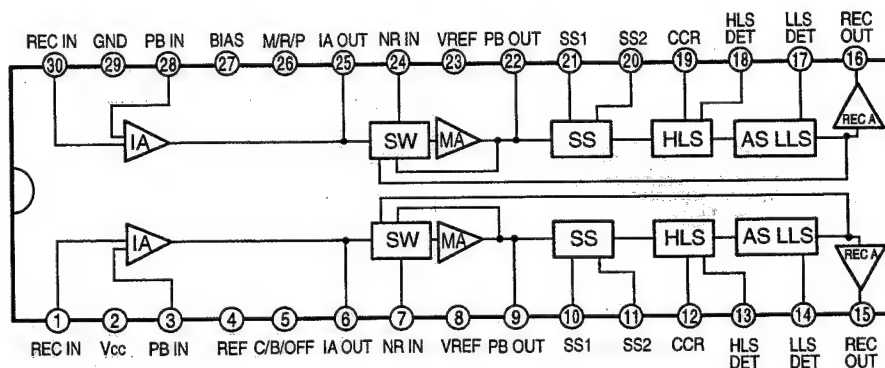 REC IN GND PB IN BIAS M/R/P IA OUT NR IN VREF PB OUT SS1 SS2 CCR HLS DET LLS DET REC OUT
30 29 28 27 26 25 24 23 22 21 20 19 18 17 16
IA SW MA SS HLS AS LLS REC A
IA SW MA SS HLS AS LLS REC A
1 2 3 4 5 6 7 8 9 10 11 12 13 14 15
REC IN Vcc PB IN REF C/B/OFF IA OUT NR IN VREF PB OUT SS1 SS2 CCR HLS DET LLS DET REC OUT